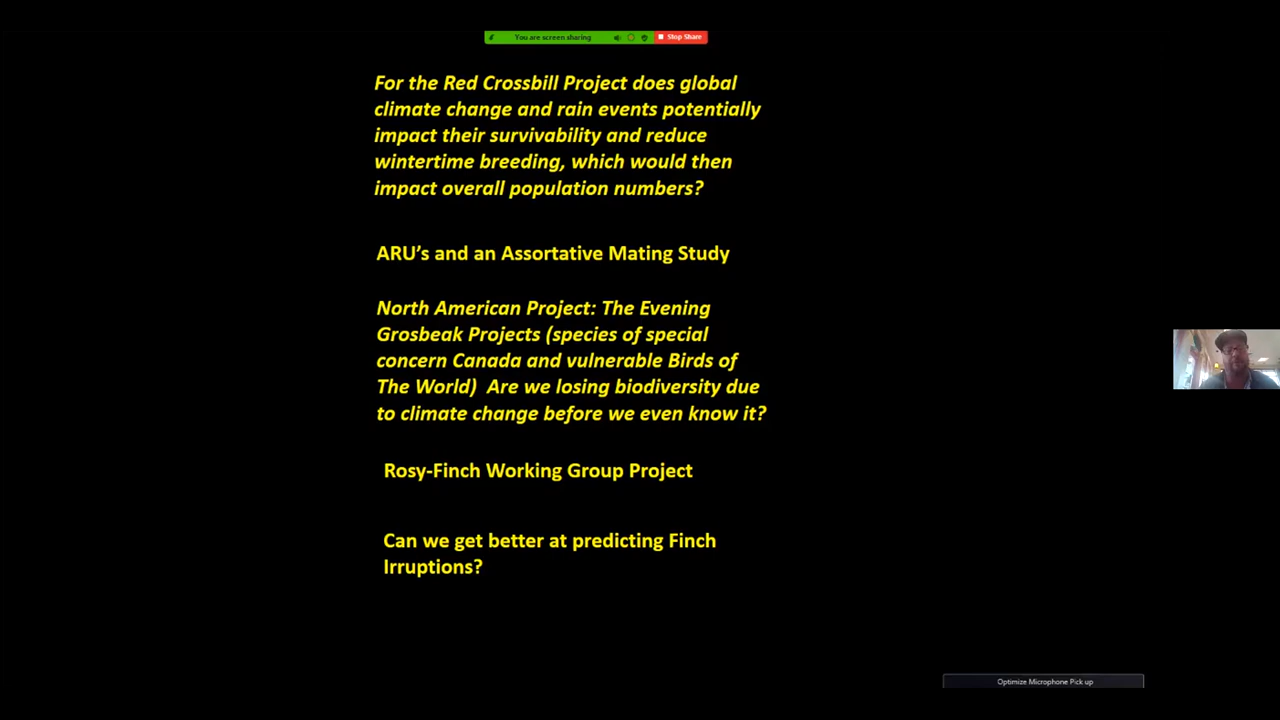 You are screen sharing
Stop Share
For the Red Crossbill Project does global
climate change and rain events potentially
impact their survivability and reduce
wintertime breeding, which would then
impact overall population numbers?
ARU’s and an Assortative Mating Study
North American Project: The Evening
Grosbeak Projects (species of special
concern Canada and vulnerable Birds of
The World) Are we losing biodiversity due
to climate change before we even know it?
Rosy-Finch Working Group Project
Can we get better at predicting Finch
Irruptions?
Optimize Microphone Pick up